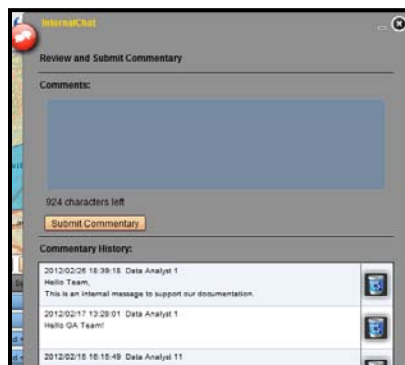 InternalChat
Review and Submit Commentary
Comments:
924 characters left
Submit Commentary
Commentary History:
2012/02/26 18:39:18 Data Analyst 1
Hello Team,
This is an internal message to support our documentation.
2012/02/17 13:29:01 Data Analyst 1
Hello QA Team!
2012/02/15 16:15:49 Data Analyst 11